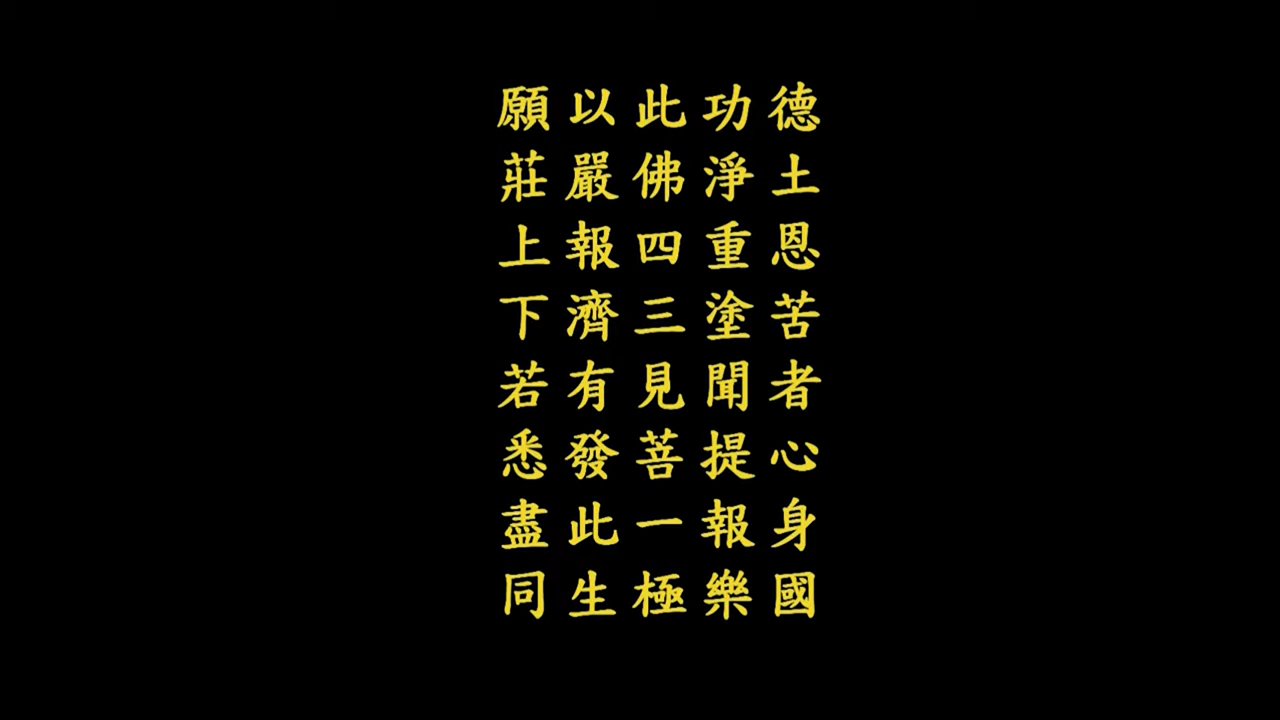 願以此功德
莊嚴佛淨土
上報四重恩
下濟三塗苦
若有見聞者
悉發菩提心
盡此一報身
同生極樂國